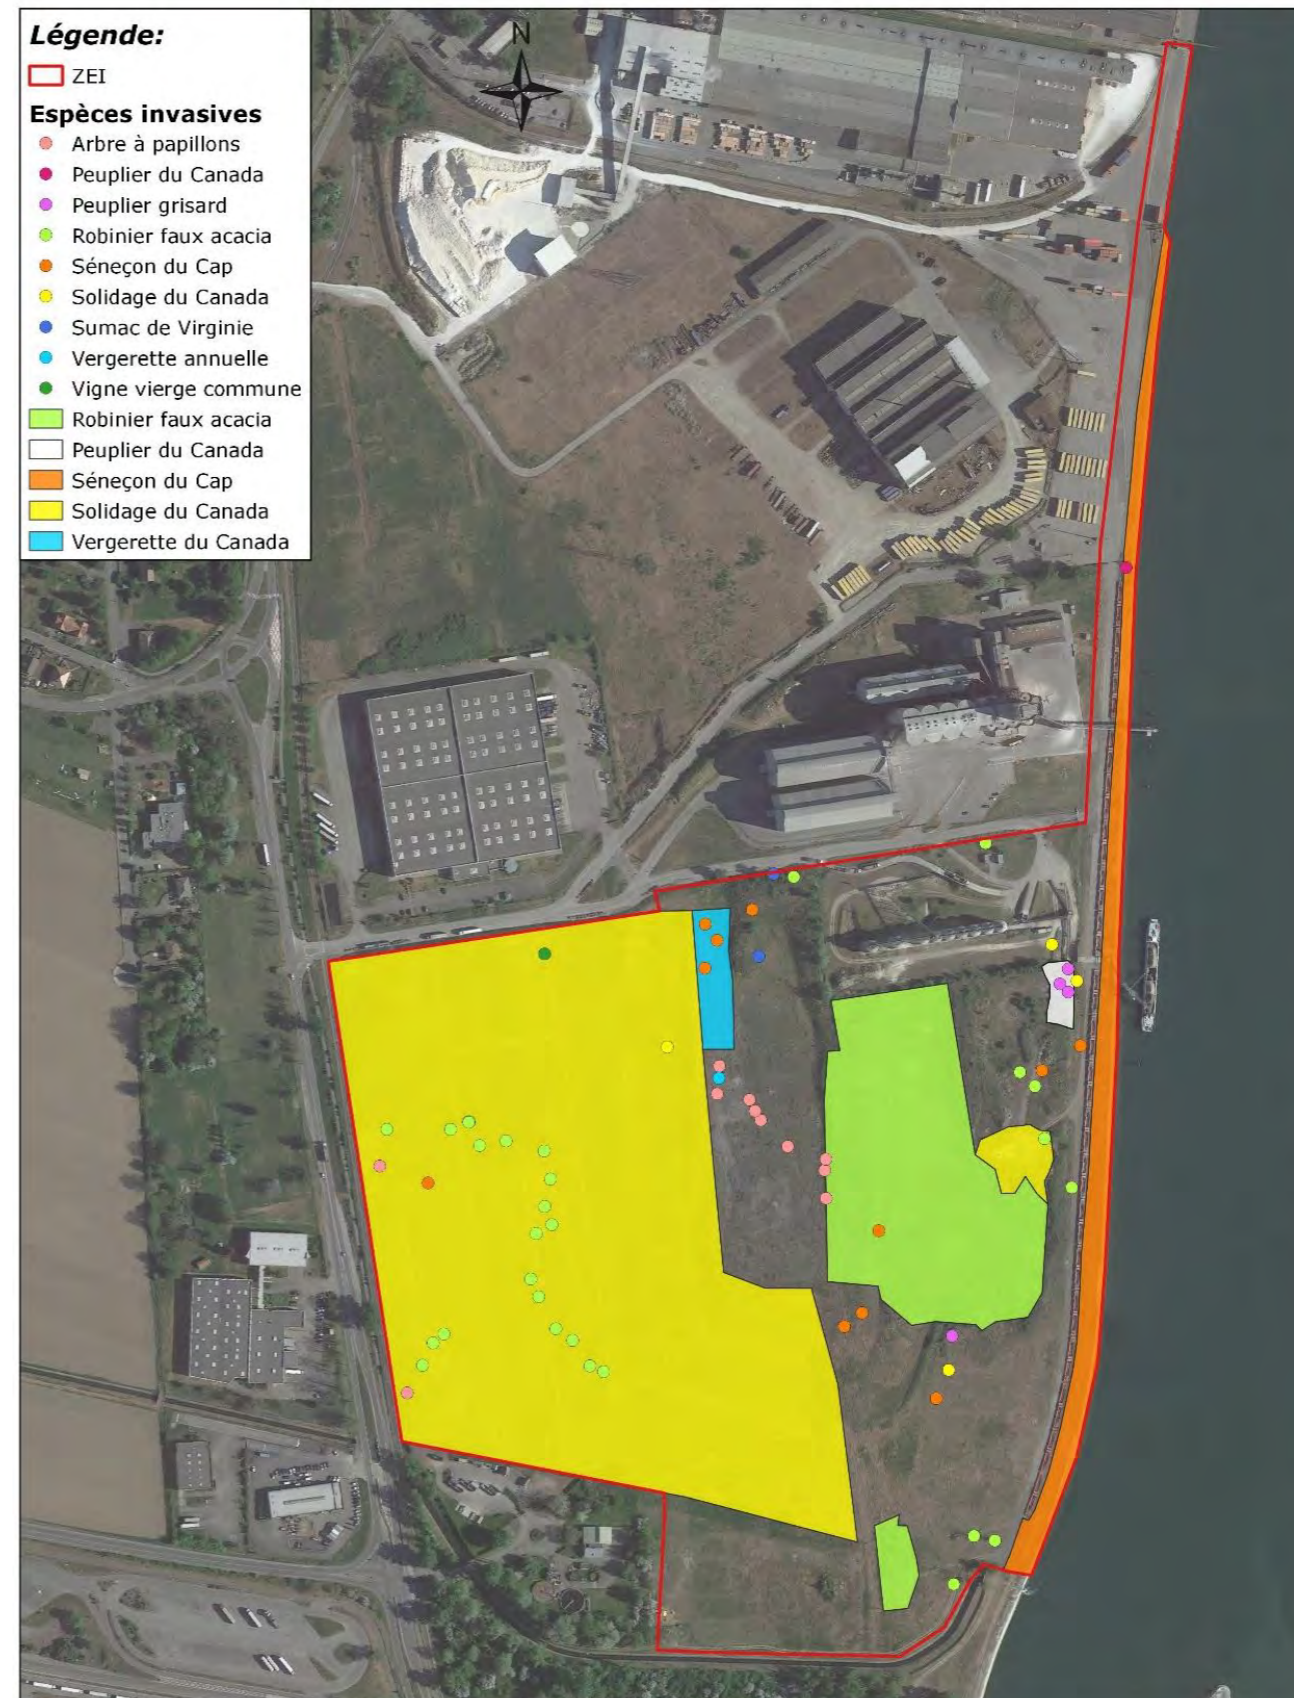 Légende:
ZEI
Espèces invasives
Arbre à papillons
Peuplier du Canada
Peuplier grisard
Robinier faux acacia
Séneçon du Cap
Solidage du Canada
Sumac de Virginie
Vergerette annuelle
Vigne vierge commune
Robinier faux acacia
Peuplier du Canada
Séneçon du Cap
Solidage du Canada
Vergerette du Canada
N